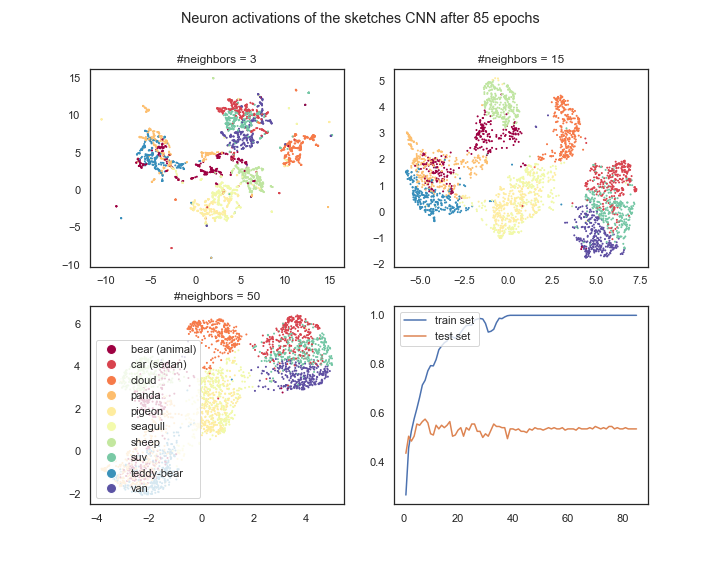 Neuron activations of the sketches CNN after 85 epochs
#neighbors = 3
15
10
5
0
−5
−10
−10
−5
0
5
10
15
#neighbors = 15
5
4
3
2
1
0
−1
−2
−5.0
−2.5
0.0
2.5
5.0
7.5
#neighbors = 50
6
4
2
0
−2
−4
−2
0
2
4
bear (animal)
car (sedan)
cloud
panda
pigeon
seagull
sheep
suv
teddy-bear
van
1.0
0.8
0.6
0.4
0
20
40
60
80
train set
test set